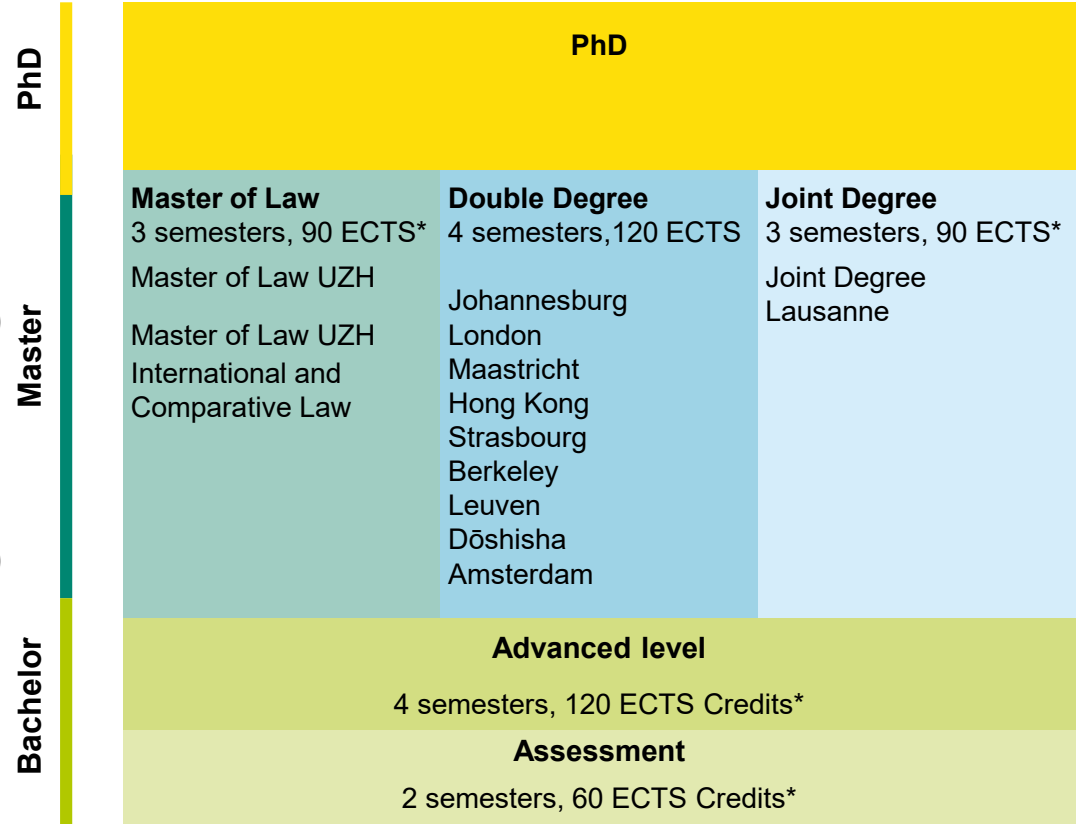 PhD
PhD
Master
Master of Law
3 semesters, 90 ECTS*
Master of Law UZH
Master of Law UZH
International and
Comparative Law
Double Degree
4 semesters,120 ECTS
Johannesburg
London
Maastricht
Hong Kong
Strasbourg
Berkeley
Leuven
Dōshisha
Amsterdam
Joint Degree
3 semesters, 90 ECTS*
Joint Degree
Lausanne
Bachelor
Advanced level
4 semesters, 120 ECTS Credits*
Assessment
2 semesters, 60 ECTS Credits*